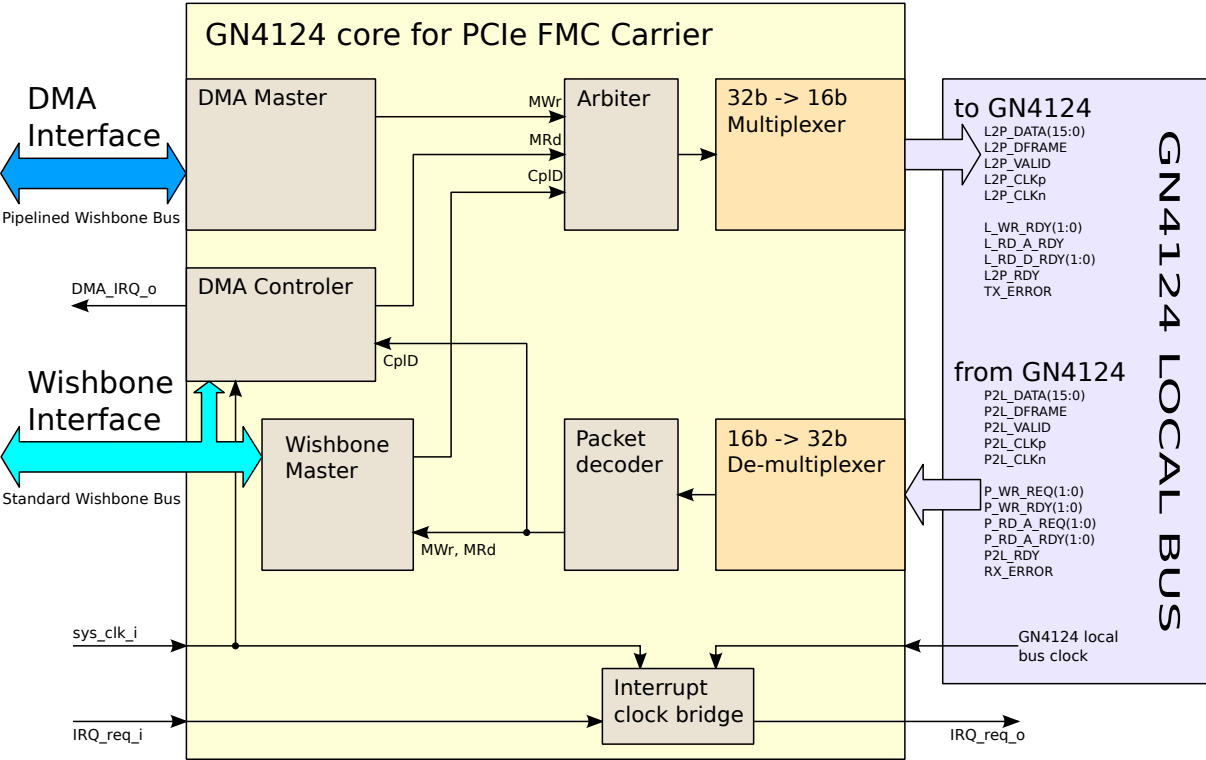 GN4124 core for PCIe FMC Carrier
DMA
Interface
Pipelined Wishbone Bus
DMA Master
MWr
MRd
CplD
Arbiter
32b -> 16b
Multiplexer
to GN4124
L2P_DATA(15:0)
L2P_DFRAME
L2P_VALID
L2P_CLKp
L2P_CLKn
L_WR_RDY(1:0)
L_RD_A_RDY
L_RD_D_RDY(1:0)
L2P_RDY
TX_ERROR
GN4124 LOCAL BUS
DMA_IRQ_o
DMA Controler
CplD
Wishbone
Interface
Standard Wishbone Bus
Wishbone
Master
MWr, MRd
Packet
decoder
16b -> 32b
De-multiplexer
from GN4124
P2L_DATA(15:0)
P2L_DFRAME
P2L_VALID
P2L_CLKp
P2L_CLKn
P_WR_REQ(1:0)
P_WR_RDY(1:0)
P_RD_A_REQ(1:0)
P_RD_A_RDY(1:0)
P2L_RDY
RX_ERROR
sys_clk_i
GN4124 local
bus clock
Interrupt
clock bridge
IRQ_req_i
IRQ_req_o